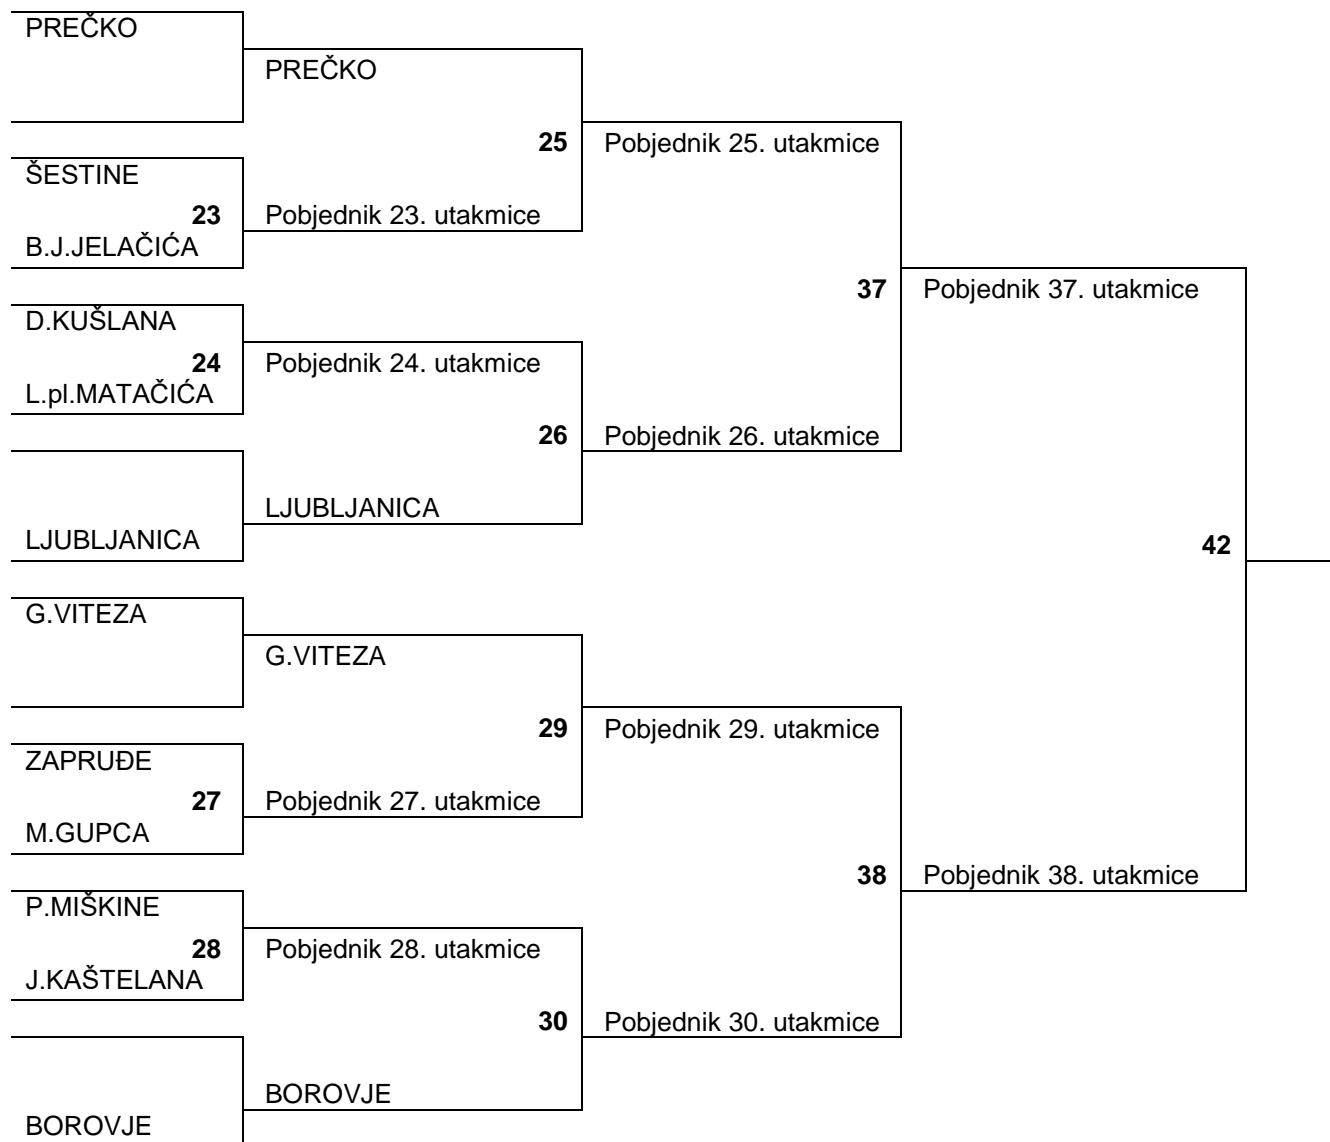 PREČKO
PREČKO
25
Pobjednik 25. utakmice
ŠESTINE
23
Pobjednik 23. utakmice
B.J.JELAČIĆA
37
Pobjednik 37. utakmice
D.KUŠLANA
24
Pobjednik 24. utakmice
L.pl.MATAČIĆA
26
Pobjednik 26. utakmice
LJUBLJANICA
LJUBLJANICA
42
G.VITEZA
G.VITEZA
29
Pobjednik 29. utakmice
ZAPRUĐE
27
Pobjednik 27. utakmice
M.GUPCA
38
Pobjednik 38. utakmice
P.MIŠKINE
28
Pobjednik 28. utakmice
J.KAŠTELANA
30
Pobjednik 30. utakmice
BOROVJE
BOROVJE